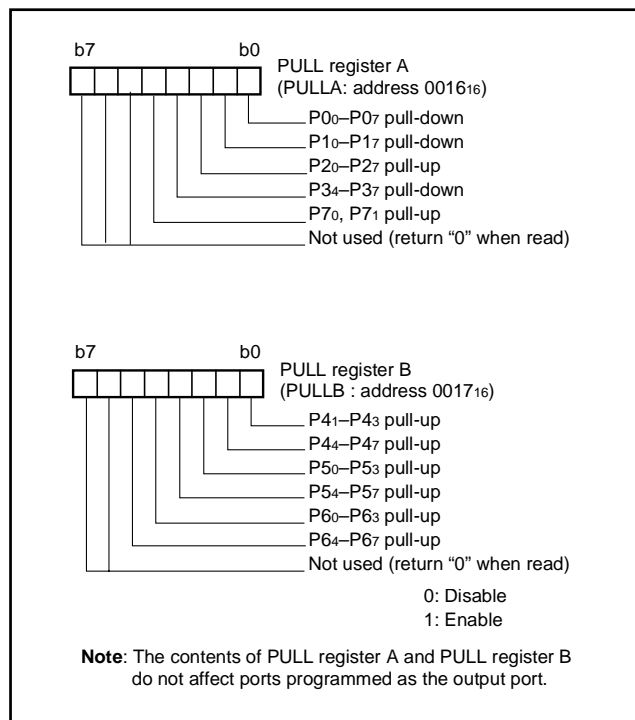 b7 b0
PULL register A
(PULLA: address 0016₁₆)
P0₀–P0₇ pull-down
P1₀–P1₇ pull-down
P2₀–P2₇ pull-up
P3₄–P3₇ pull-down
P7₀, P7₁ pull-up
Not used (return “0” when read)
b7 b0
PULL register B
(PULLB : address 0017₁₆)
P4₁–P4₃ pull-up
P4₄–P4₇ pull-up
P5₀–P5₃ pull-up
P5₄–P5₇ pull-up
P6₀–P6₃ pull-up
P6₄–P6₇ pull-up
Not used (return “0” when read)
0: Disable
1: Enable
Note: The contents of PULL register A and PULL register B
do not affect ports programmed as the output port.